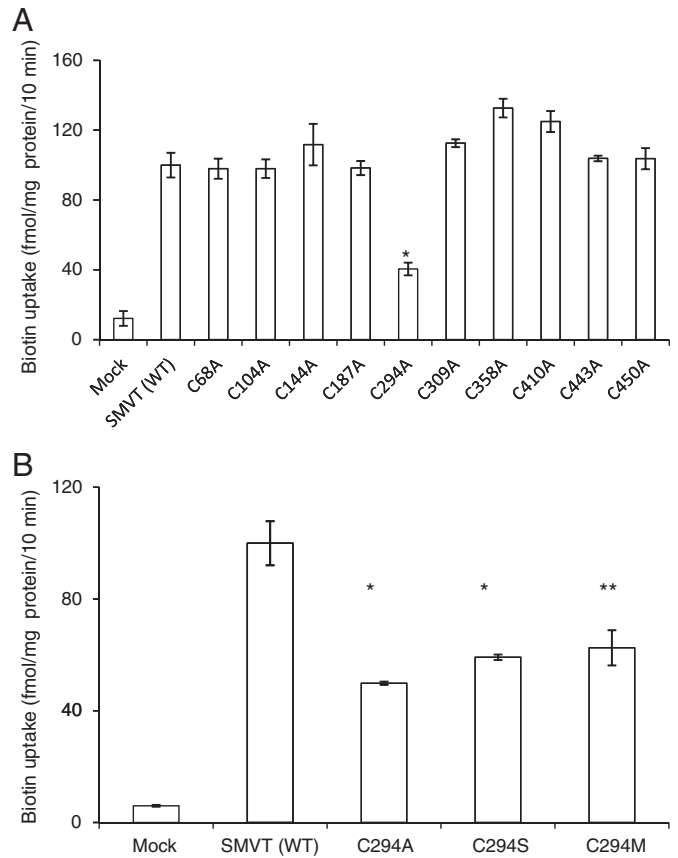 A
Biotin uptake (fmol/mg protein/10 min)
160
120
80
40
0
*
Mock
SMVT (WT)
C68A
C104A
C144A
C187A
C294A
C309A
C358A
C410A
C443A
C450A
B
Biotin uptake (fmol/mg protein/10 min)
120
80
40
0
* * **
Mock SMVT (WT) C294A C294S C294M